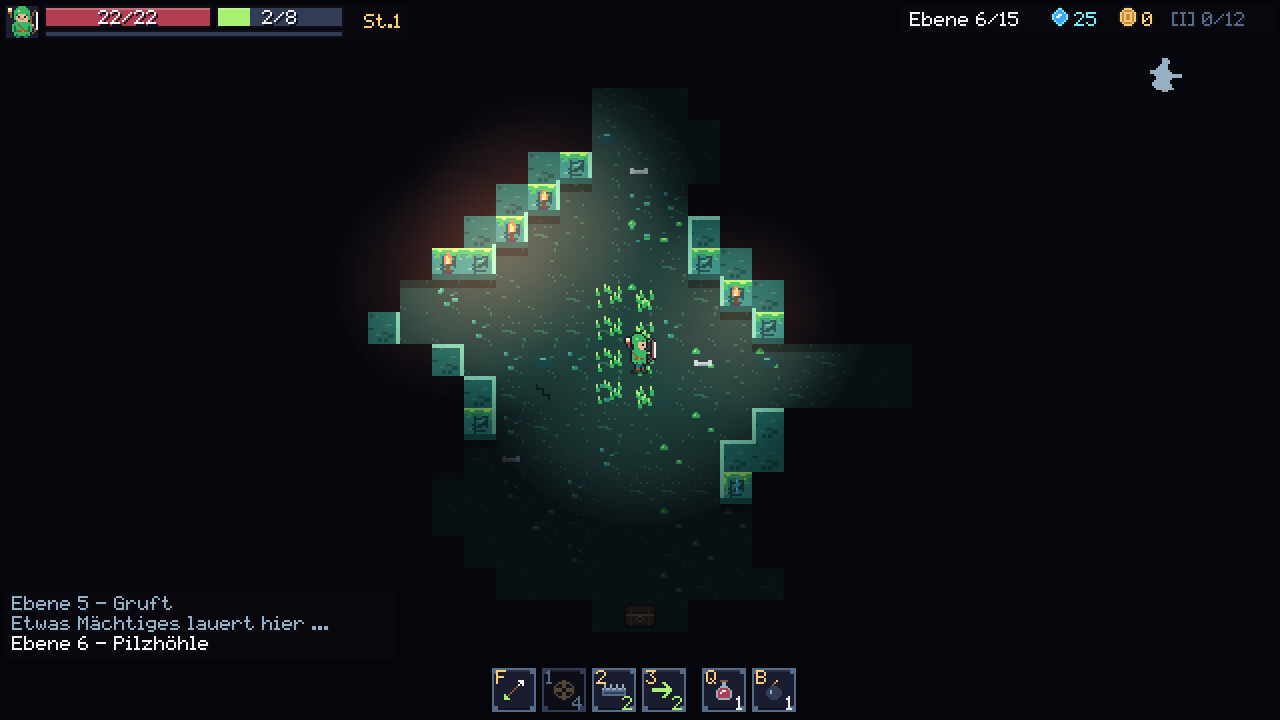 22/22
2/8
St.1
Ebene 6/15
25
0
[I] 0/12
Ebene 5 – Gruft
Etwas Mächtiges lauert hier ...
Ebene 6 – Pilzhöhle
F
1 4
2 2
3 2
Q 1
B 1